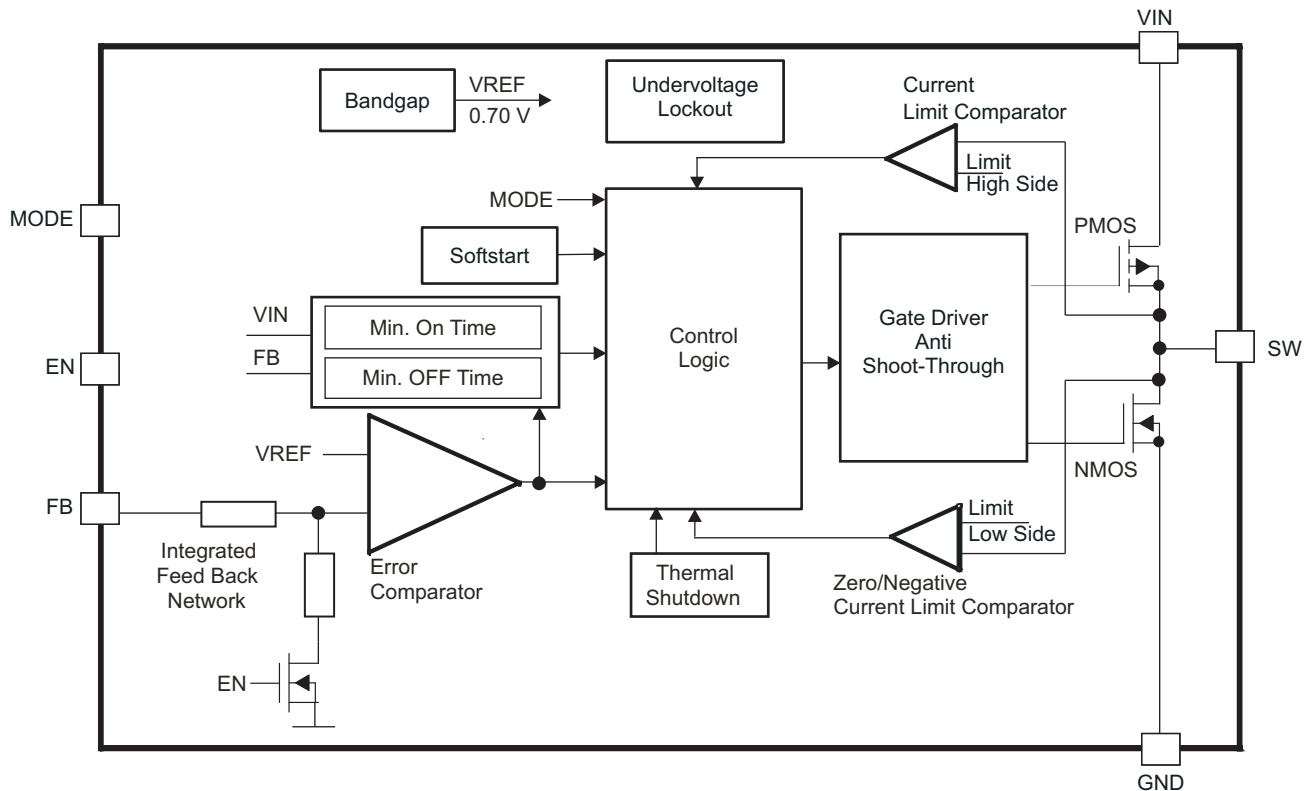 VIN
Bandgap
VREF
0.70 V
Undervoltage
Lockout
Current
Limit Comparator
Limit
High Side
MODE
MODE
PMOS
Softstart
VIN
FB
Min. On Time
Min. OFF Time
Control
Logic
Gate Driver
Anti
Shoot-Through
SW
EN
VREF
NMOS
FB
Integrated
Feed Back
Network
Error
Comparator
Thermal
Shutdown
Limit
Low Side
Zero/Negative
Current Limit Comparator
EN
GND